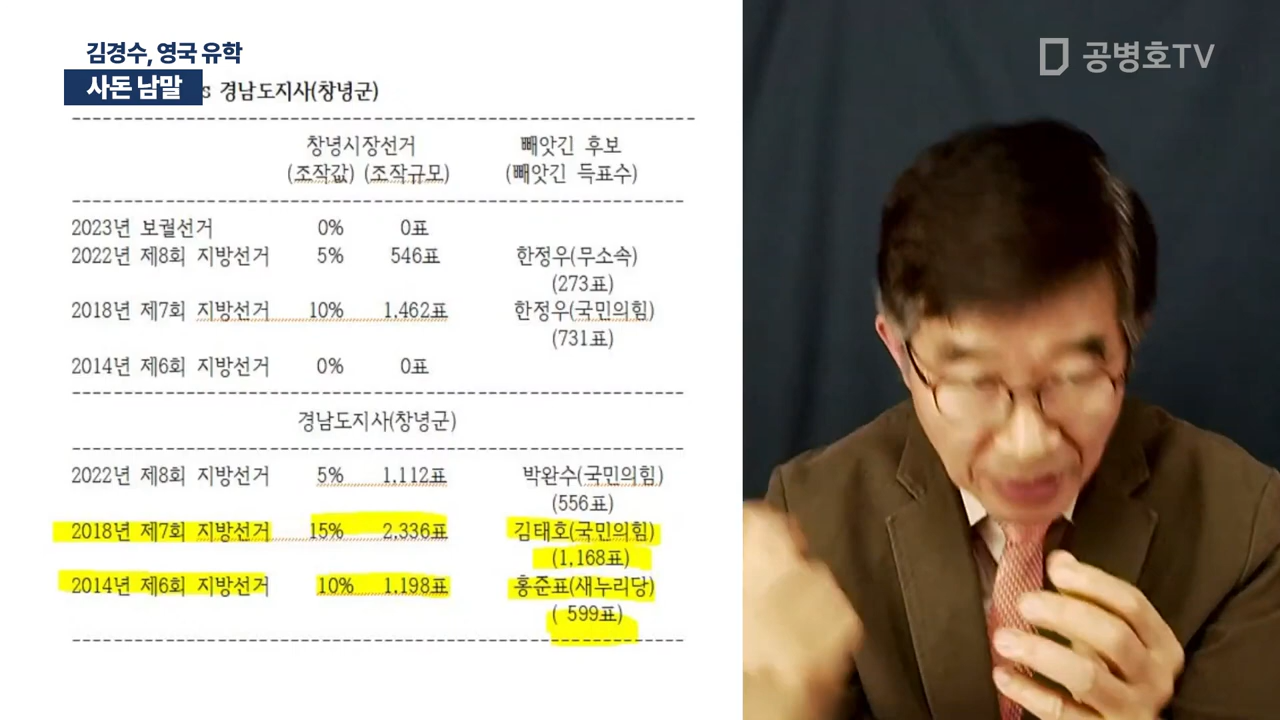 김경수, 영국 유학
사돈 남말
공병호TV
s 경남도지사(창녕군)
창녕시장선거 빼앗긴 후보
(조작값) (조작규모) (빼앗긴 득표수)
2023년 보궐선거 0% 0표
2022년 제8회 지방선거 5% 546표 한정우(무소속)
(273표)
2018년 제7회 지방선거 10% 1,462표 한정우(국민의힘)
(731표)
2014년 제6회 지방선거 0% 0표
경남도지사(창녕군)
2022년 제8회 지방선거 5% 1,112표 박완수(국민의힘)
(556표)
2018년 제7회 지방선거 15% 2,336표 김태호(국민의힘)
(1,168표)
2014년 제6회 지방선거 10% 1,198표 홍준표(새누리당)
( 599표)